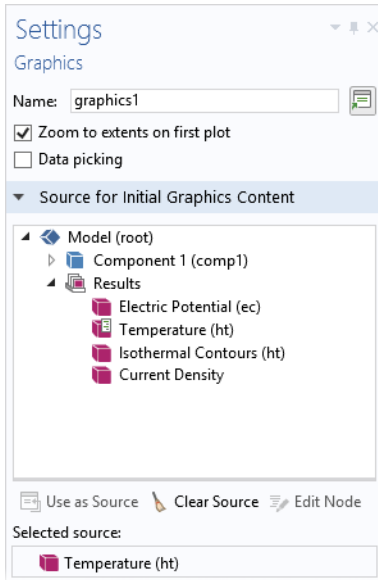 Settings
Graphics
Name: graphics1
Zoom to extents on first plot
Data picking
Source for Initial Graphics Content
Model (root)
Component 1 (comp1)
Results
Electric Potential (ec)
Temperature (ht)
Isothermal Contours (ht)
Current Density
Use as Source Clear Source Edit Node
Selected source:
Temperature (ht)